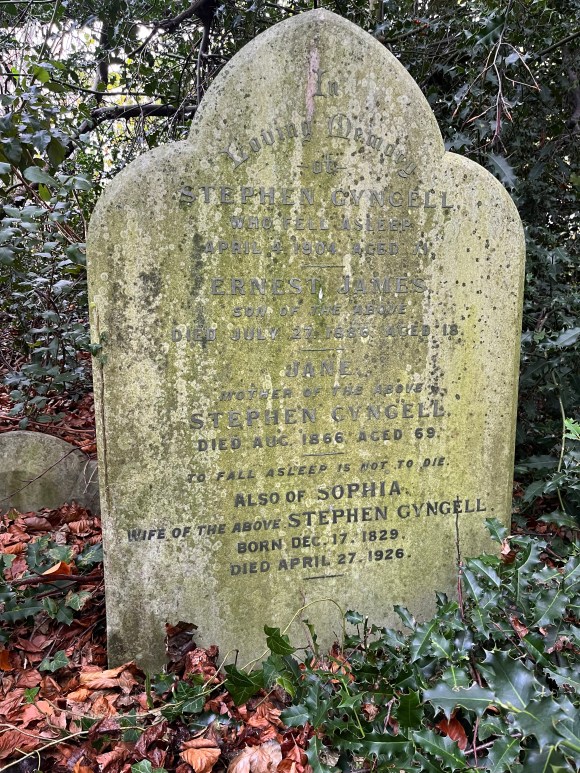 In
Loving Memory
OF
STEPHEN GYNGELL
WHO FELL ASLEEP
APRIL 4, 1904, AGED
ERNEST JAMES,
SON OF THE ABOVE
DIED JULY 27, AGED 18.
JANE,
MOTHER OF THE ABOVE
STEPHEN GYNGELL,
DIED AUG. 1866 AGED 69.
TO FALL ASLEEP IS NOT TO DIE.
ALSO OF SOPHIA,
WIFE OF THE ABOVE STEPHEN GYNGELL.
BORN DEC. 17. 1829.
DIED APRIL 27. 1926.